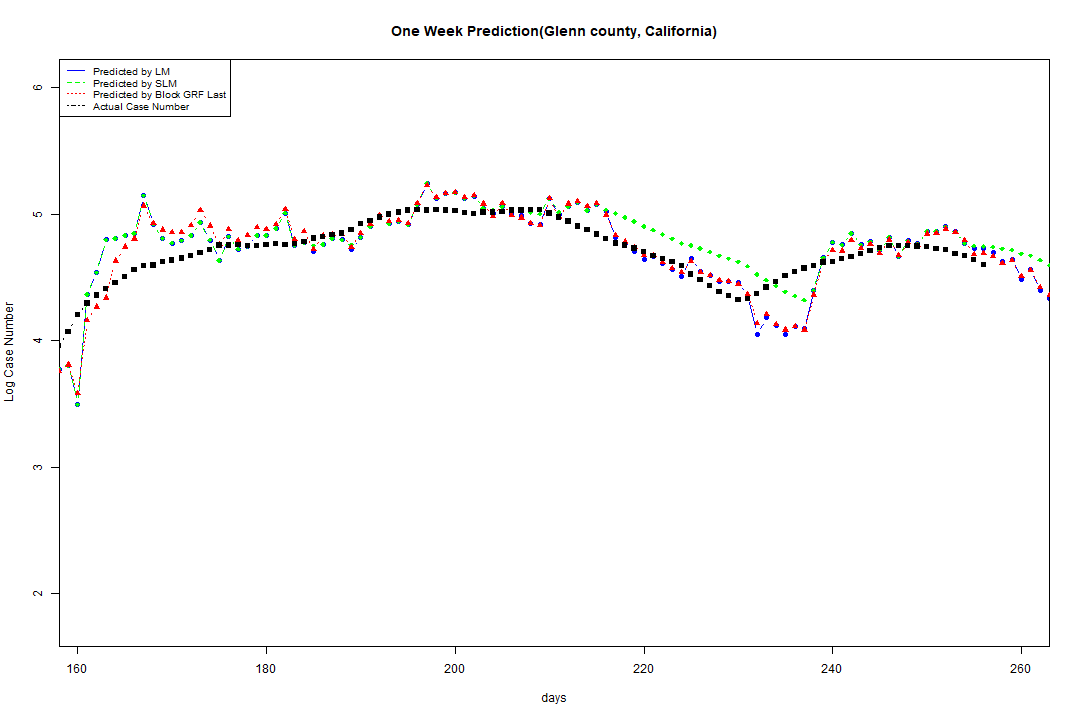 One Week Prediction(Glenn county, California)
Predicted by LM
Predicted by SLM
Predicted by Block GRF Last
Actual Case Number
6
5
4
3
2
Log Case Number
160 180 200 220 240 260
days